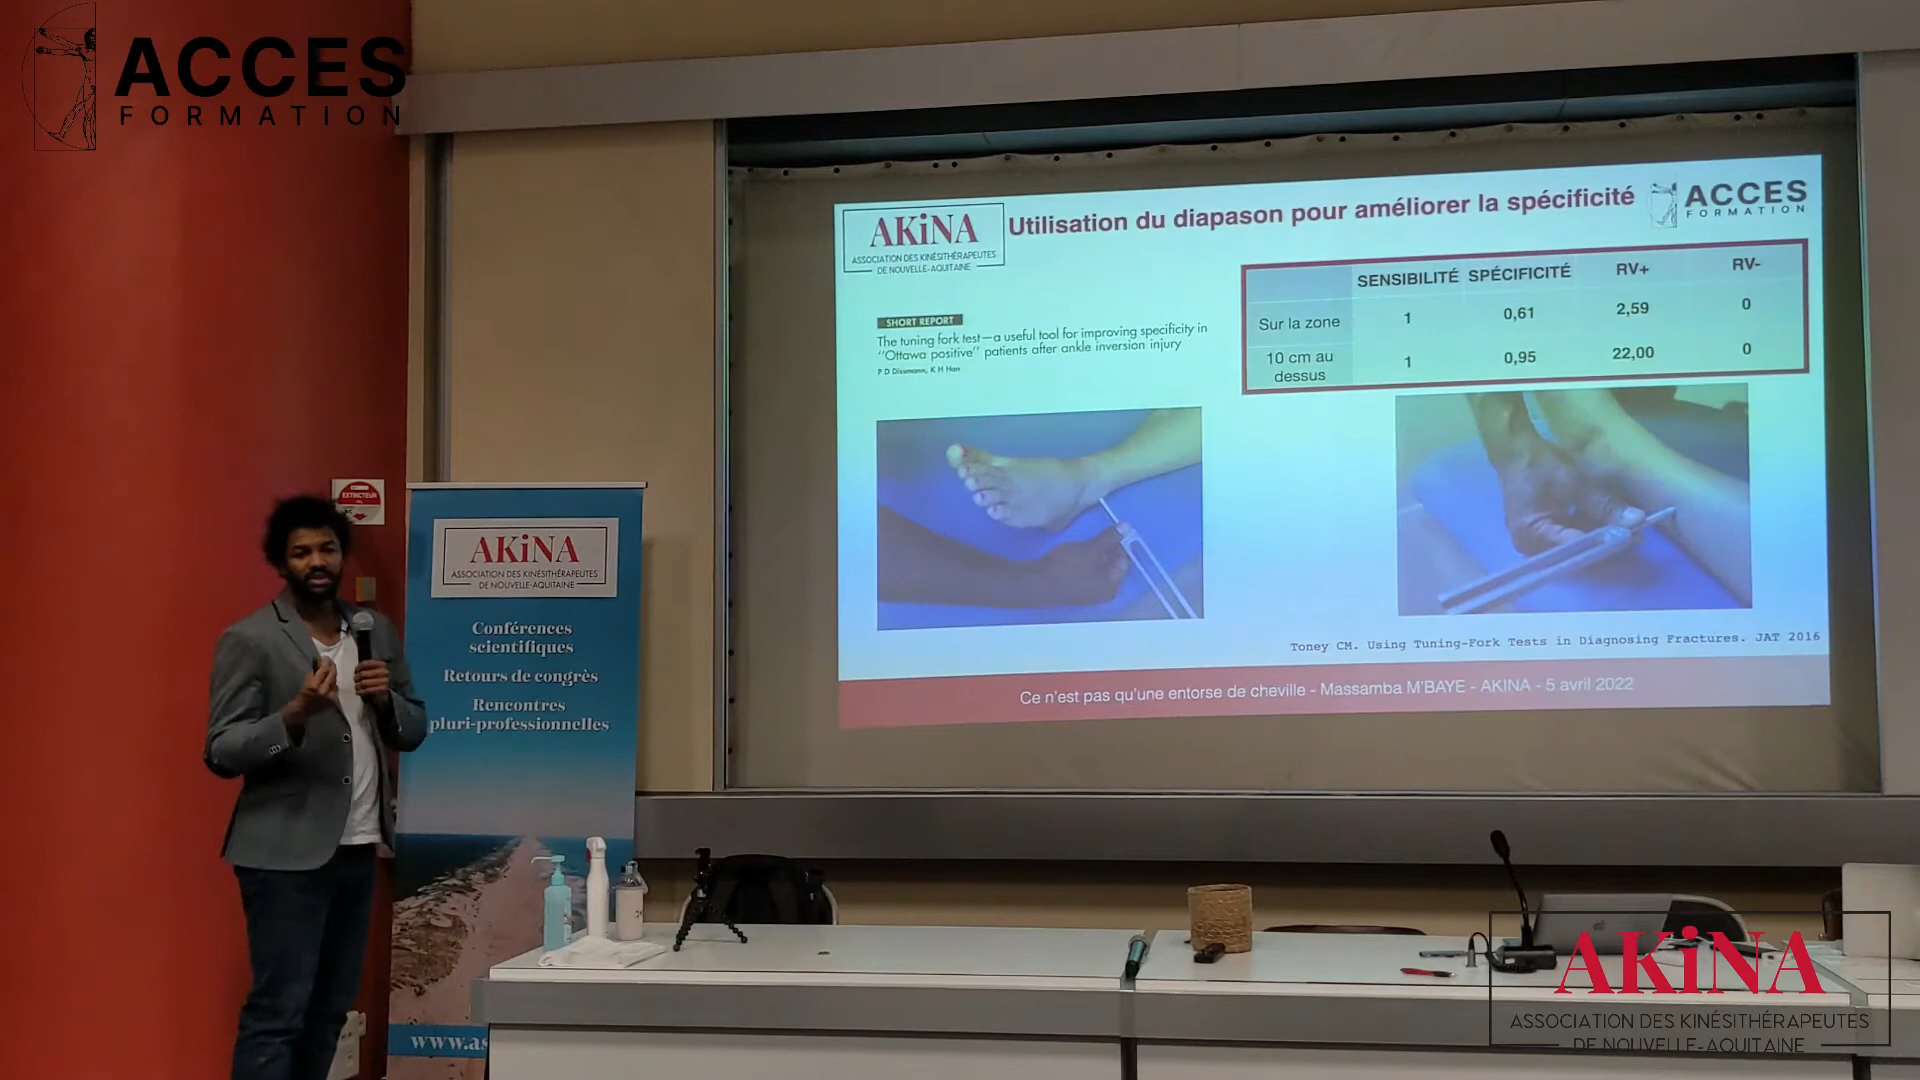 ACCES
FORMATION
EXTINCTEUR
AKiNA
ASSOCIATION DES KINÉSITHÉRAPEUTES
DE NOUVELLE-AQUITAINE
Conférences
scientifiques
Retours de congrès
Rencontres
pluri-professionnelles
www.as
AKiNA
ASSOCIATION DES KINÉSITHÉRAPEUTES
DE NOUVELLE-AQUITAINE
Utilisation du diapason pour améliorer la spécificité
ACCES
FORMATION
SHORT REPORT
The tuning fork test—a useful tool for improving specificity in
"Ottawa positive" patients after ankle inversion injury
P D Dissmann, K H Han
SENSIBILITÉ SPÉCIFICITÉ RV+ RV-
Sur la zone 1 0,61 2,59 0
10 cm au
dessus 1 0,95 22,00 0
Toney CM. Using Tuning-Fork Tests in Diagnosing Fractures. JAT 2016
Ce n'est pas qu'une entorse de cheville - Massamba M'BAYE - AKINA - 5 avril 2022
AKiNA
ASSOCIATION DES KINÉSITHÉRAPEUTES
DE NOUVELLE-AQUITAINE